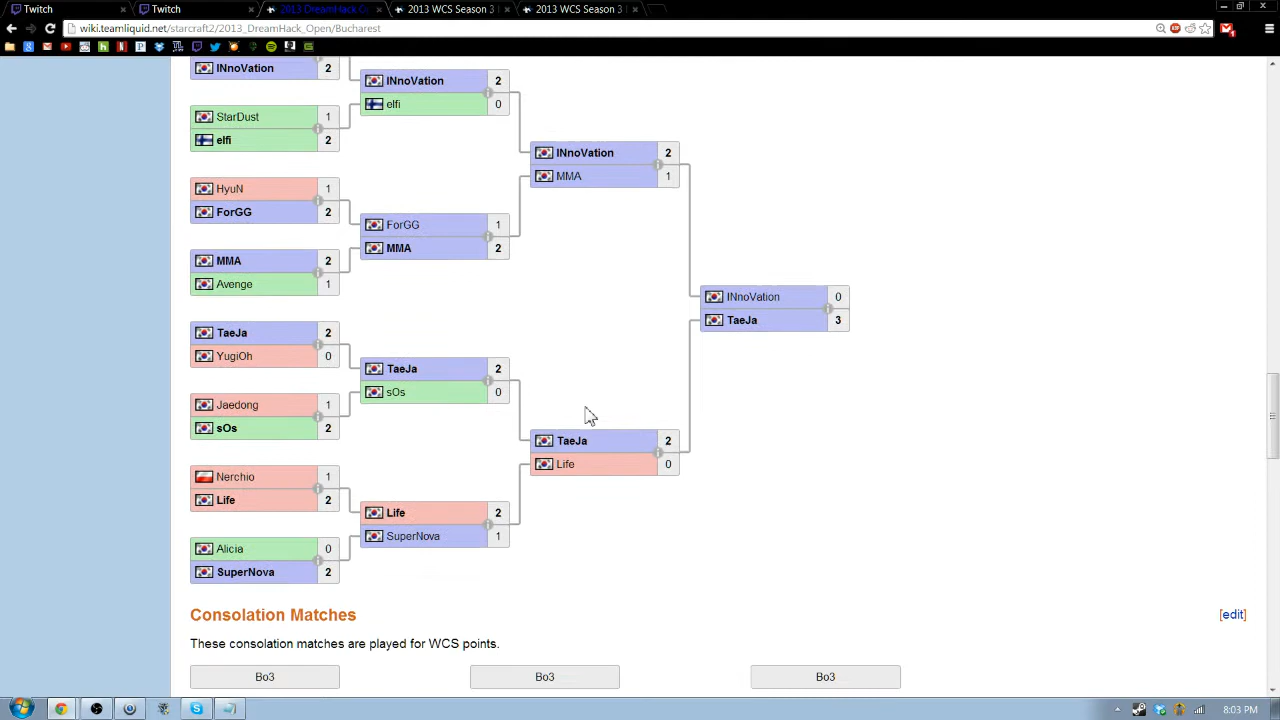 Twitch
Twitch
2013 DreamHack Open/Buc
2013 WCS Season 3
2013 WCS Season 3
wiki.teamliquid.net/starcraft2/2013_DreamHack_Open/Bucharest
INnoVation 2
INnoVation 2
elfi 0
StarDust 1
elfi 2
INnoVation 2
MMA 1
HyuN 1
ForGG 2
ForGG 1
MMA 2
MMA 2
Avenge 1
INnoVation 0
TaeJa 3
TaeJa 2
YugiOh 0
TaeJa 2
sOs 0
Jaedong 1
sOs 2
TaeJa 2
Life 0
Nerchio 1
Life 2
Life 2
SuperNova 1
Alicia 0
SuperNova 2
Consolation Matches
[edit]
These consolation matches are played for WCS points.
Bo3
Bo3
Bo3
8:03 PM